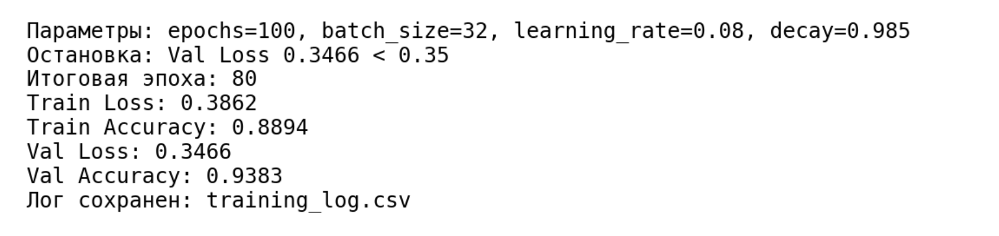 Параметры: epochs=100, batch_size=32, learning_rate=0.08, decay=0.985
Остановка: Val Loss 0.3466 < 0.35
Итоговая эпоха: 80
Train Loss: 0.3862
Train Accuracy: 0.8894
Val Loss: 0.3466
Val Accuracy: 0.9383
Лог сохранен: training_log.csv